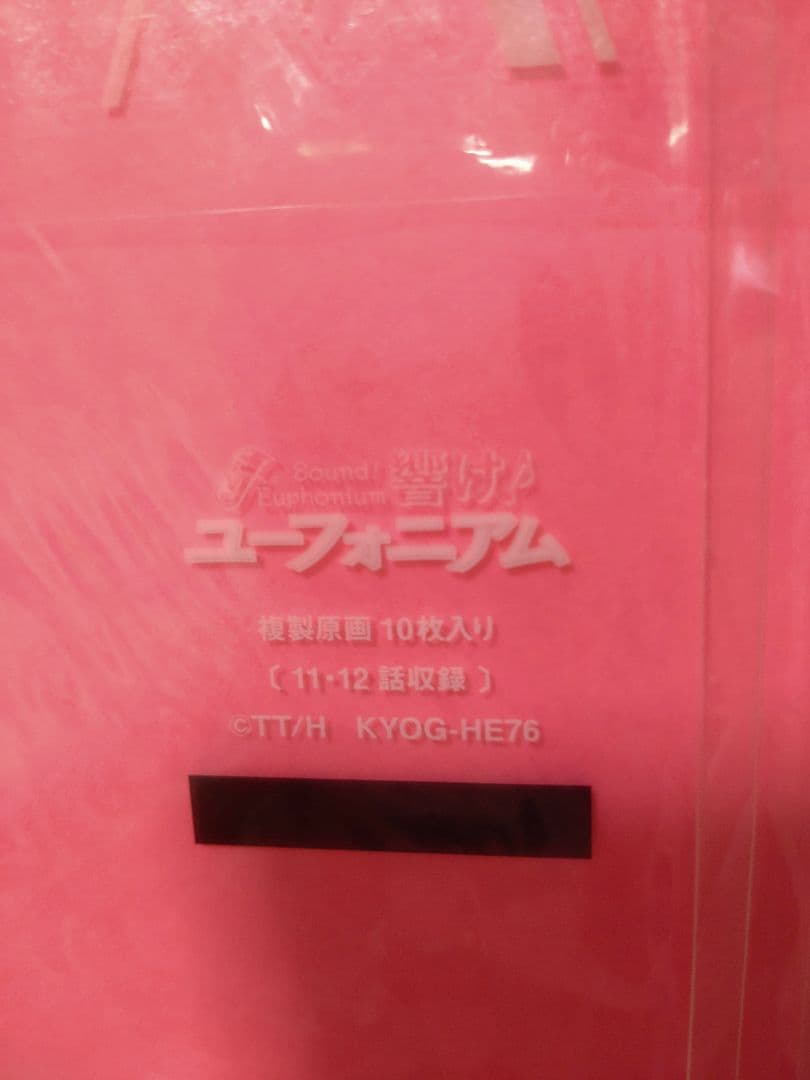 Sound!
Euphonium 響け♪
ユーフォニアム
複製原画 10枚入り
〔 11・12 話収録 〕
©TT/H KYOG-HE76